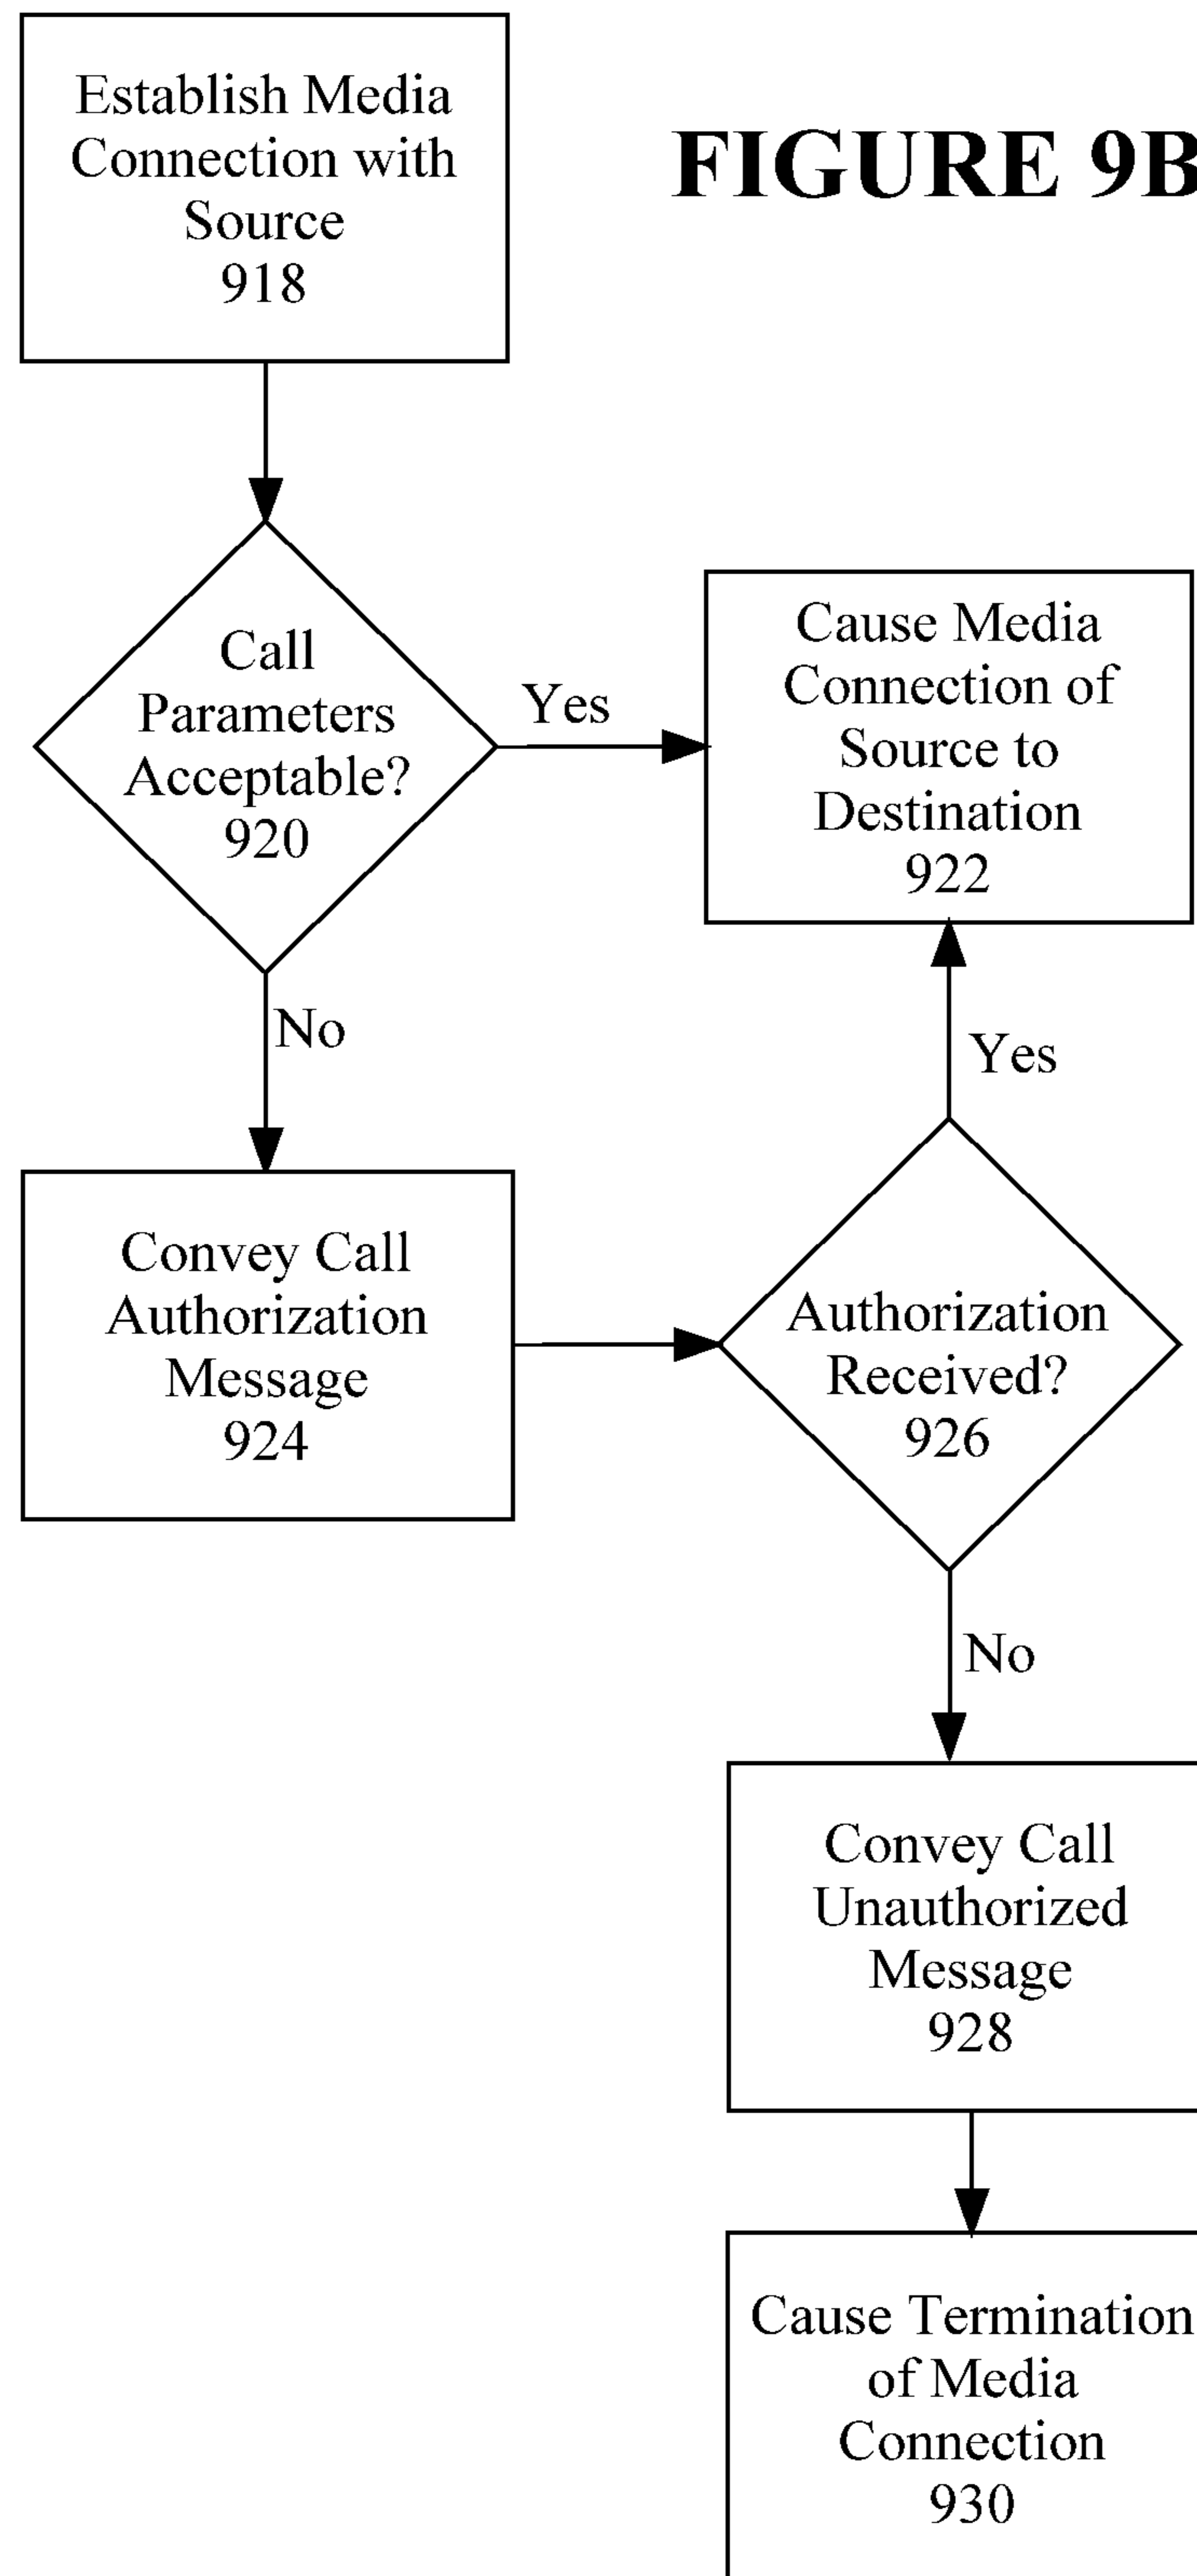 Establish Media
Connection with
Source
918
FIGURE 9B
Call
Parameters
Acceptable?
920
Yes
Cause Media
Connection of
Source to
Destination
922
No
Yes
Convey Call
Authorization
Message
924
Authorization
Received?
926
No
Convey Call
Unauthorized
Message
928
Cause Termination
of Media
Connection
930